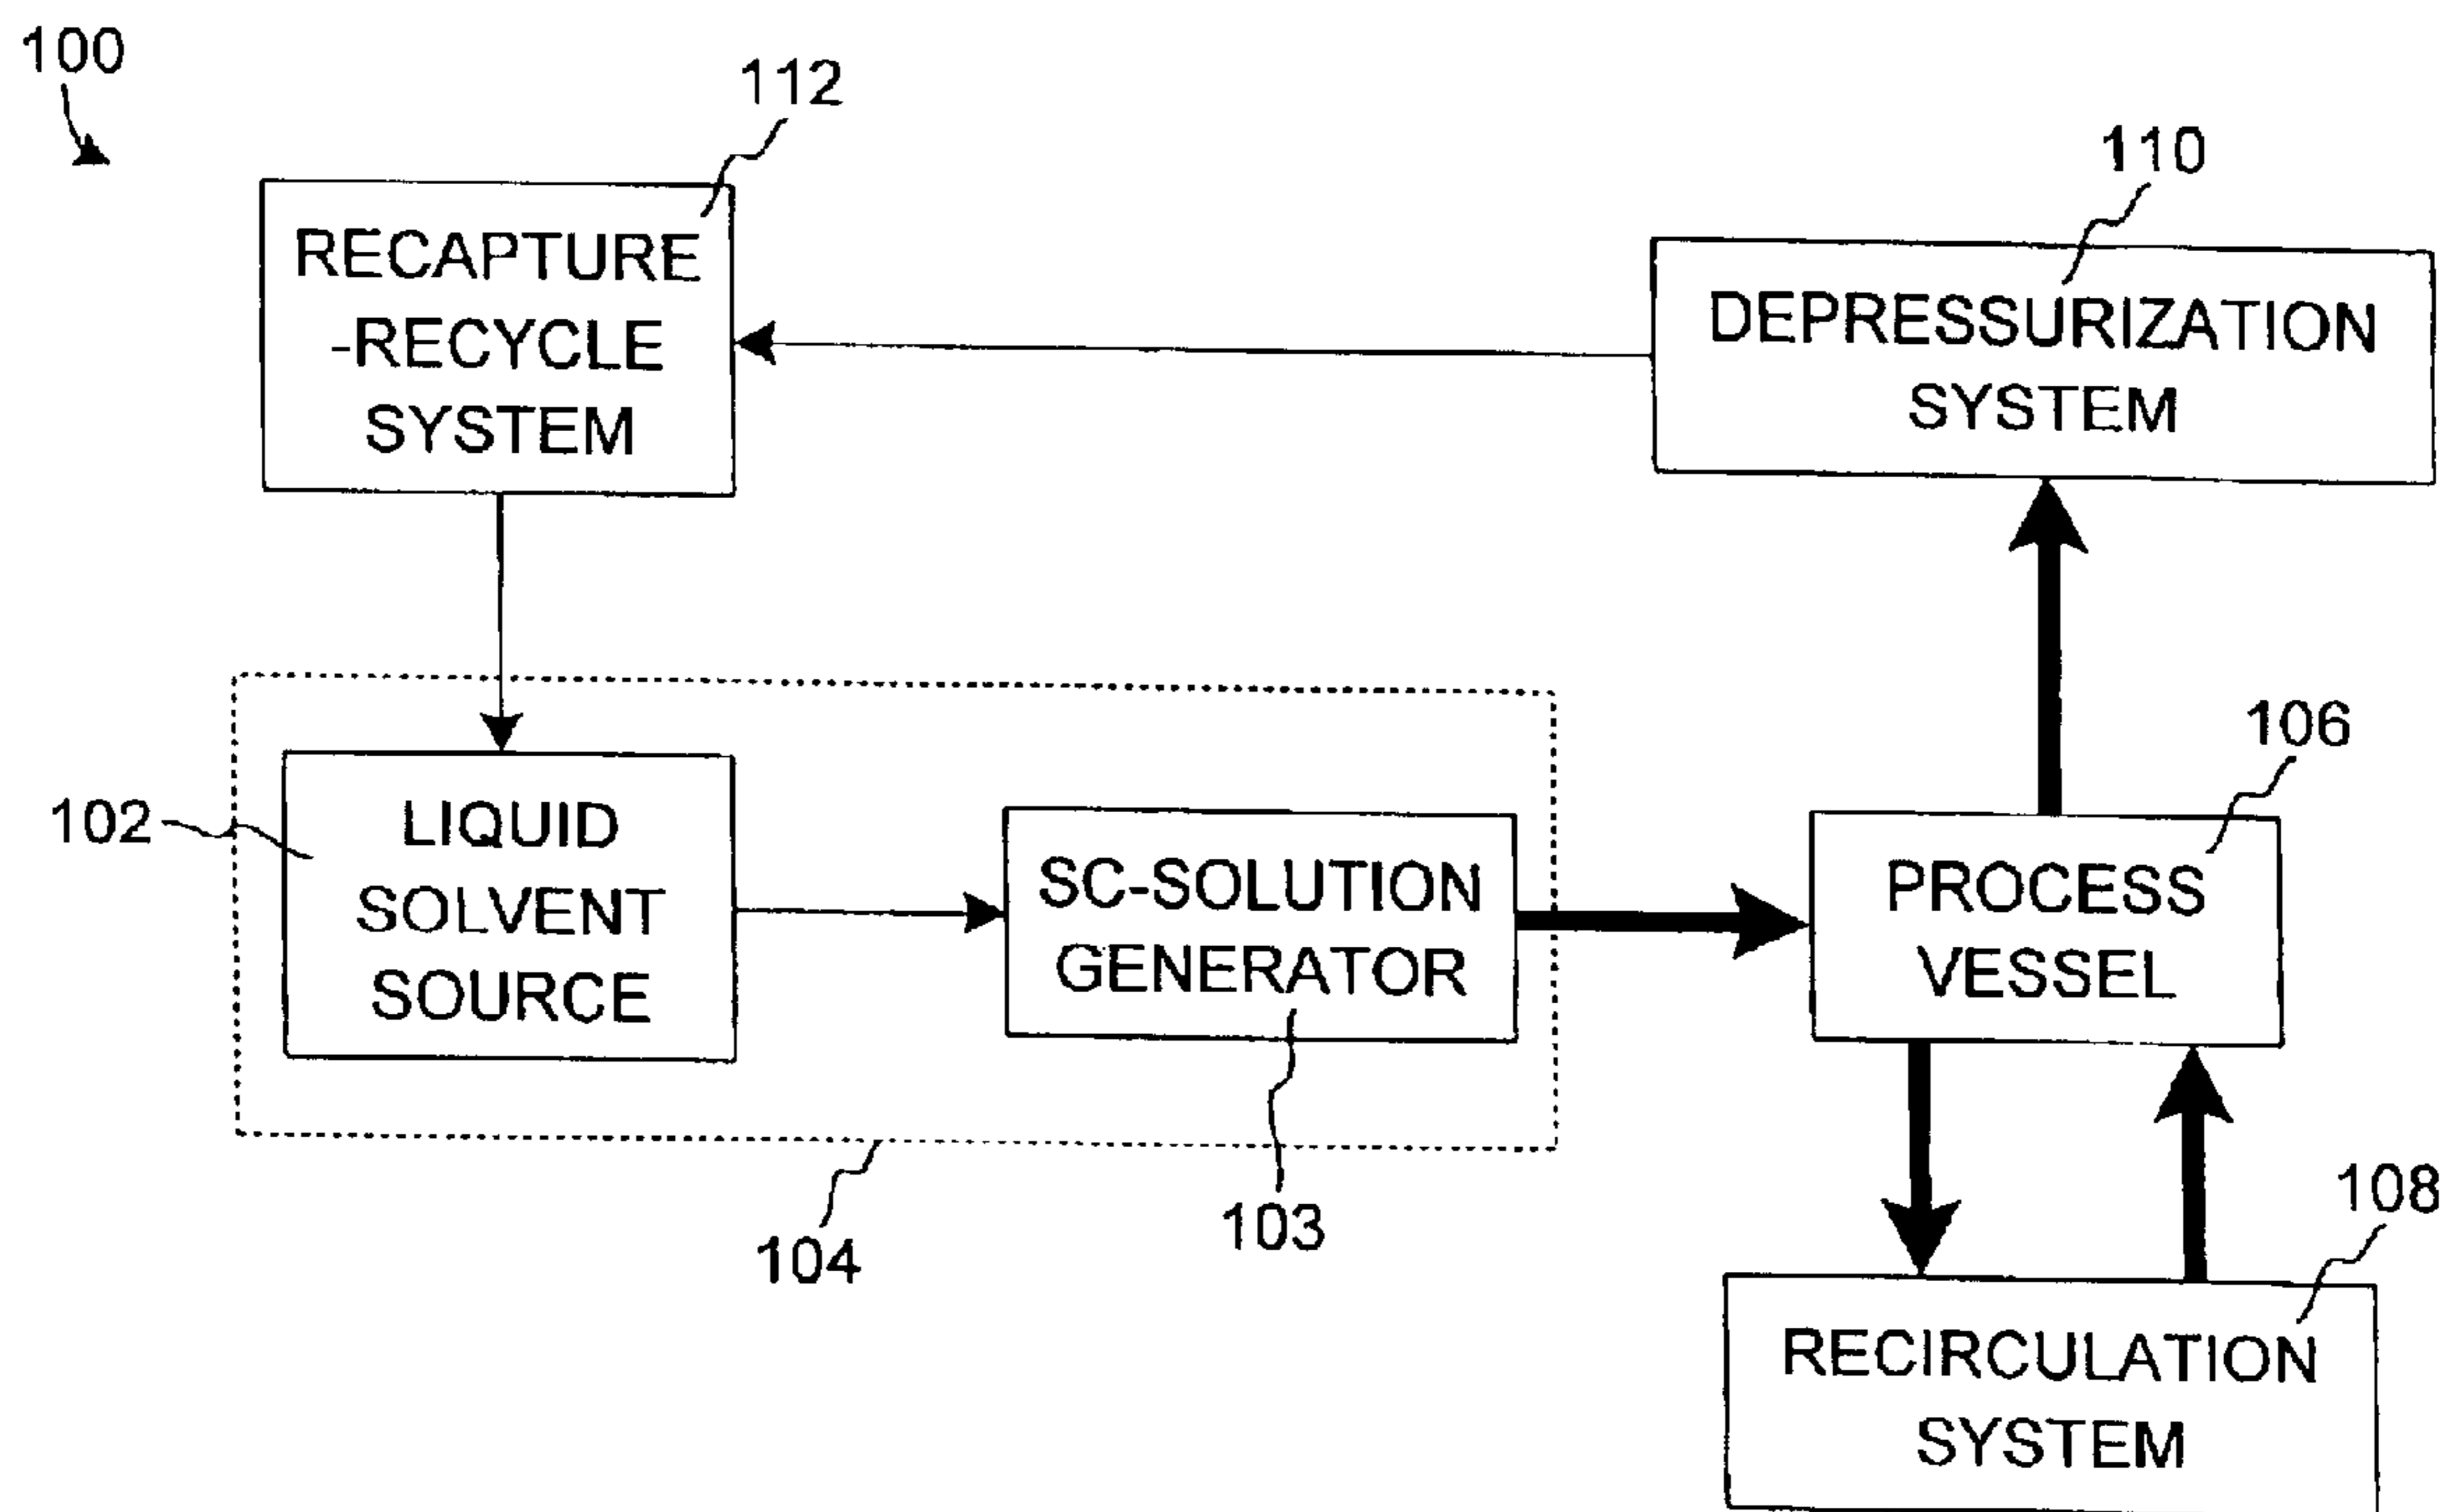 100
112
110
RECAPTURE
-RECYCLE
SYSTEM
DEPRESSURIZATION
SYSTEM
106
102
LIQUID
SOLVENT
SOURCE
SC-SOLUTION
GENERATOR
PROCESS
VESSEL
104
103
108
RECIRCULATION
SYSTEM